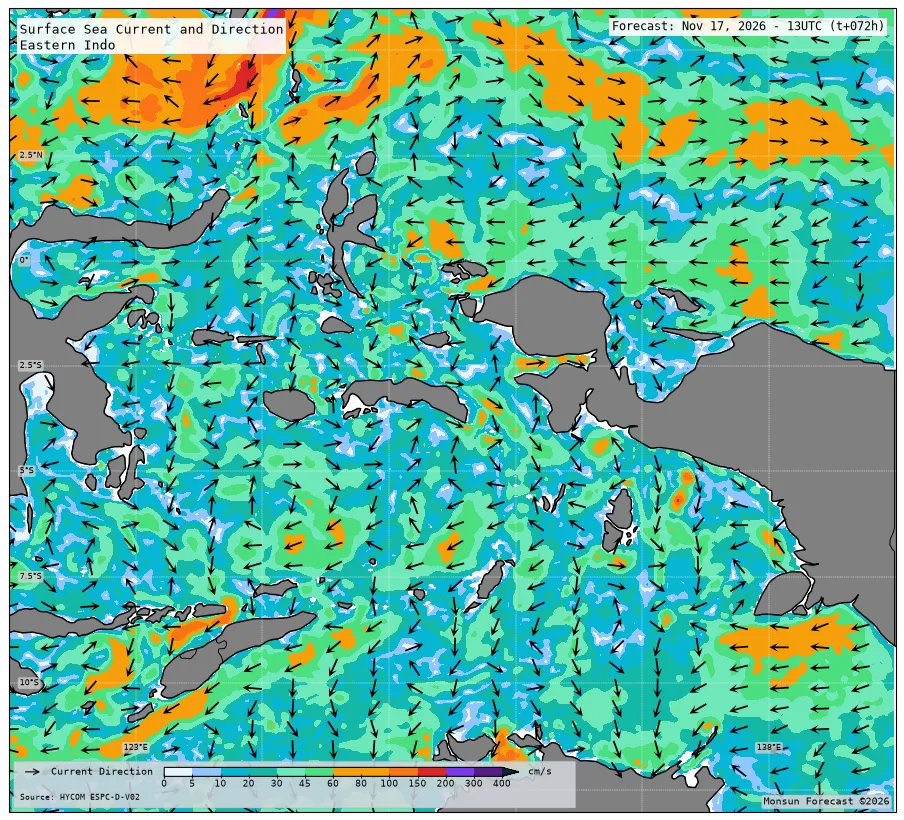 Surface Sea Current and Direction
Eastern Indo
Forecast: Nov 17, 2026 - 13UTC (t+072h)
2.5°N
0°
2.5°S
5°S
7.5°S
10°S
123°E
138°E
Current Direction
0 5 10 20 30 45 60 80 100 150 200 300 400 cm/s
Source: HYCOM ESPC-D-V02
Monsun Forecast ©2026